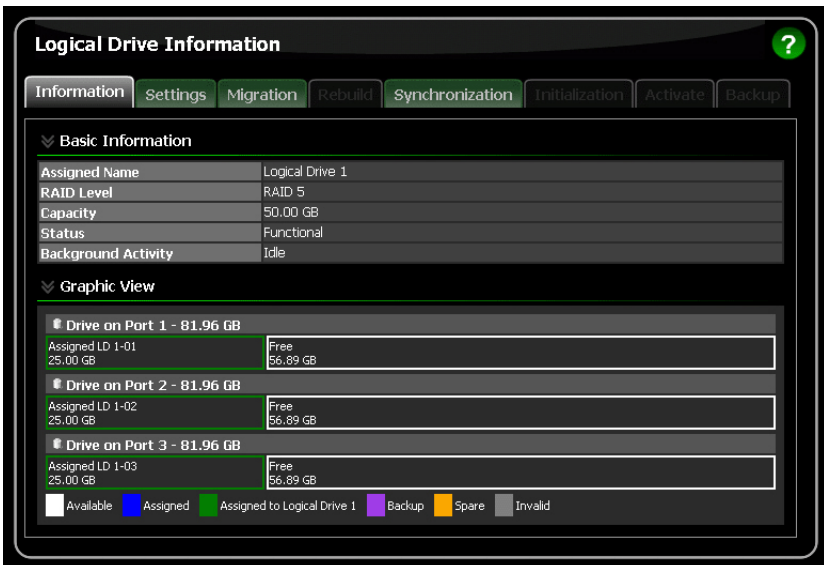 Logical Drive Information
?
Information Settings Migration Rebuild Synchronization Initialization Activate Backup
Basic Information
Assigned Name Logical Drive 1
RAID Level RAID 5
Capacity 50.00 GB
Status Functional
Background Activity Idle
Graphic View
Drive on Port 1 - 81.96 GB
Assigned LD 1-01 Free
25.00 GB 56.89 GB
Drive on Port 2 - 81.96 GB
Assigned LD 1-02 Free
25.00 GB 56.89 GB
Drive on Port 3 - 81.96 GB
Assigned LD 1-03 Free
25.00 GB 56.89 GB
Available Assigned Assigned to Logical Drive 1 Backup Spare Invalid